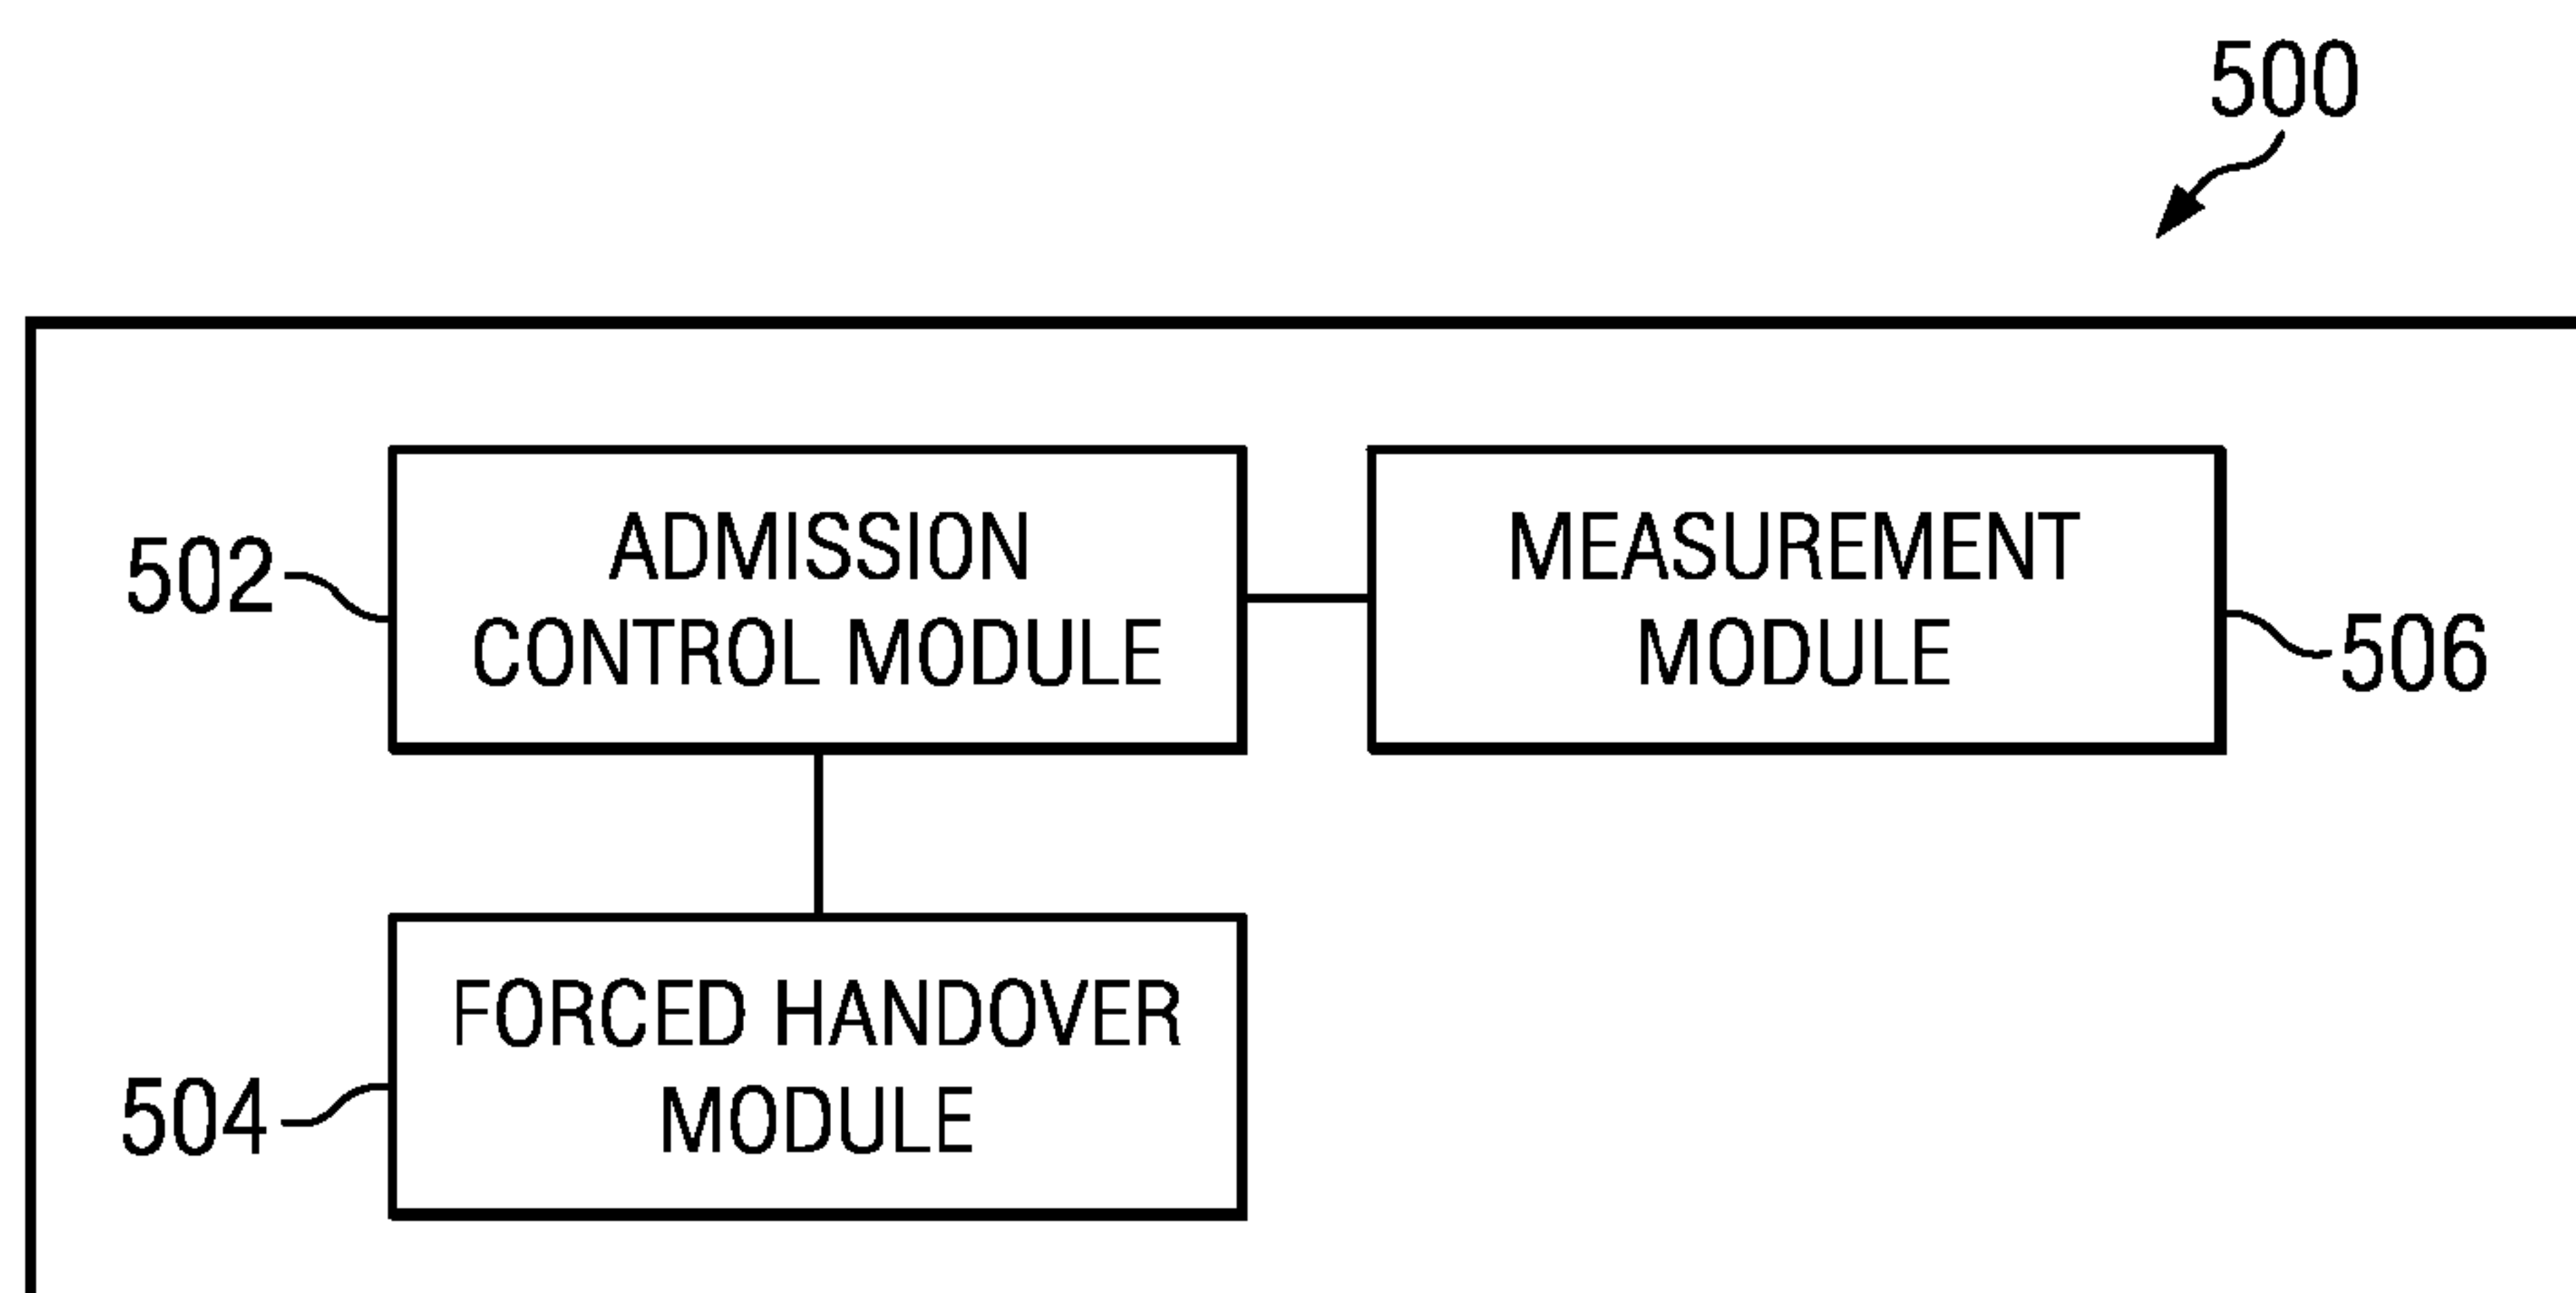 500
502
ADMISSION
CONTROL MODULE
MEASUREMENT
MODULE
506
504
FORCED HANDOVER
MODULE